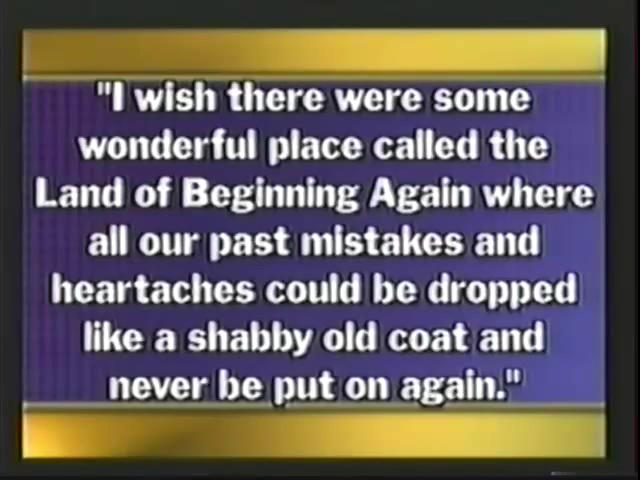 "I wish there were some
wonderful place called the
Land of Beginning Again where
all our past mistakes and
heartaches could be dropped
like a shabby old coat and
never be put on again."